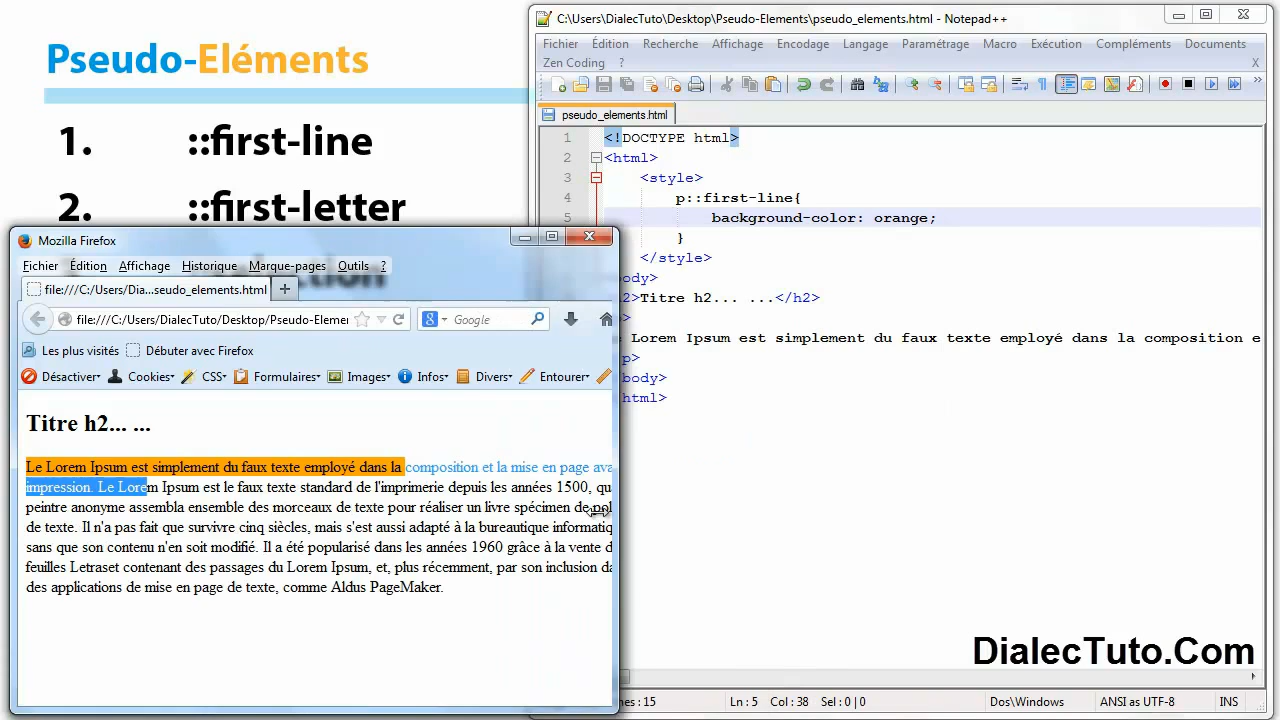 Pseudo-Eléments
1. ::first-line
2. ::first-letter
C:\Users\DialecTuto\Desktop\Pseudo-Elements\pseudo_elements.html - Notepad++
Fichier Édition Recherche Affichage Encodage Langage Paramétrage Macro Exécution Compléments Documents
Zen Coding ? X
pseudo_elements.html
1 <!DOCTYPE html>
2 <html>
3 <style>
4 p::first-line{
5 background-color: orange;
}
</style>
body>
2>Titre h2... ...</h2>
>
Lorem Ipsum est simplement du faux texte employé dans la composition e
p>
body>
html>
Mozilla Firefox
Fichier Édition Affichage Historique Marque-pages Outils ?
file:///C:/Users/Dia...seudo_elements.html +
file:///C:/Users/DialecTuto/Desktop/Pseudo-Elemer Google
Les plus visités Débuter avec Firefox
Désactiver Cookies CSS Formulaires Images Infos Divers Entourer
Titre h2... ...
Le Lorem Ipsum est simplement du faux texte employé dans la composition et la mise en page ava
impression. Le Lorem Ipsum est le faux texte standard de l'imprimerie depuis les années 1500, qu
peintre anonyme assembla ensemble des morceaux de texte pour réaliser un livre spécimen de pol
de texte. Il n'a pas fait que survivre cinq siècles, mais s'est aussi adapté à la bureautique informatiq
sans que son contenu n'en soit modifié. Il a été popularisé dans les années 1960 grâce à la vente d
feuilles Letraset contenant des passages du Lorem Ipsum, et, plus récemment, par son inclusion da
des applications de mise en page de texte, comme Aldus PageMaker.
DialecTuto.Com
nes : 15 Ln : 5 Col : 38 Sel : 0 | 0 Dos\Windows ANSI as UTF-8 INS